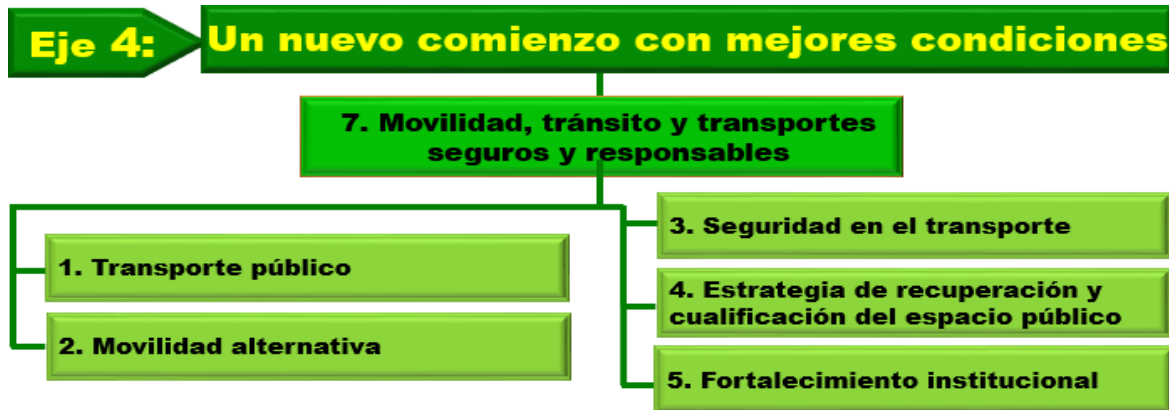 Eje 4:
Un nuevo comienzo con mejores condiciones
7. Movilidad, tránsito y transportes
seguros y responsables
1. Transporte público
2. Movilidad alternativa
3. Seguridad en el transporte
4. Estrategia de recuperación y
cualificación del espacio público
5. Fortalecimiento institucional